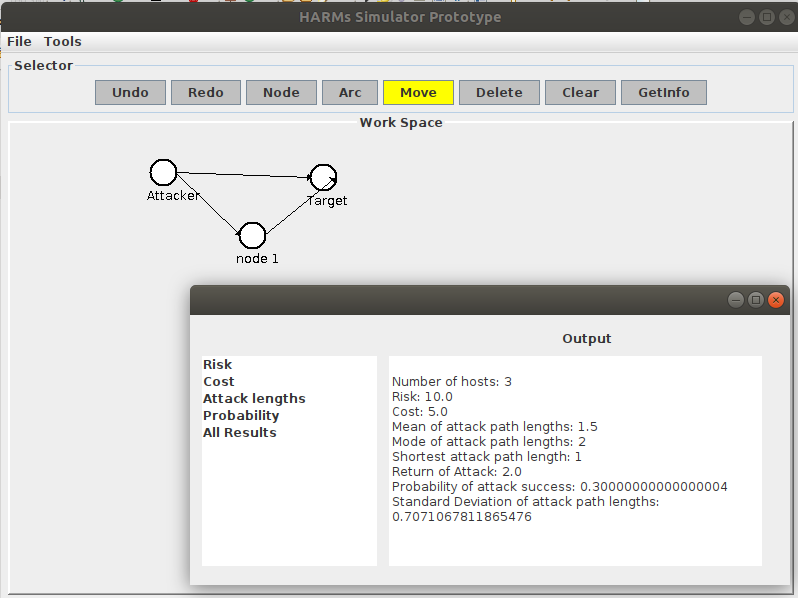 HARMs Simulator Prototype
File Tools
Selector
Undo Redo Node Arc Move Delete Clear GetInfo
Work Space
Attacker
Target
node 1
Output
Risk
Cost
Attack lengths
Probability
All Results
Number of hosts: 3
Risk: 10.0
Cost: 5.0
Mean of attack path lengths: 1.5
Mode of attack path lengths: 2
Shortest attack path length: 1
Return of Attack: 2.0
Probability of attack success: 0.30000000000000004
Standard Deviation of attack path lengths:
0.7071067811865476